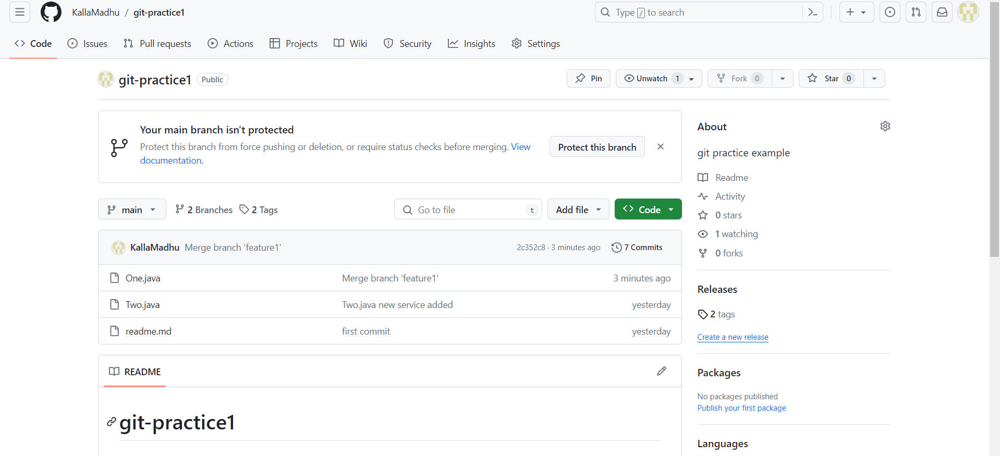 KallaMadhu / git-practice1
Type / to search
Code Issues Pull requests Actions Projects Wiki Security Insights Settings
git-practice1 Public
Pin Unwatch 1 Fork 0 Star 0
Your main branch isn't protected
Protect this branch from force pushing or deletion, or require status checks before merging. View
documentation.
Protect this branch
main 2 Branches 2 Tags Go to file t Add file Code
KallaMadhu Merge branch 'feature1' 2c352c8 · 3 minutes ago 7 Commits
One.java Merge branch 'feature1' 3 minutes ago
Two.java Two.java new service added yesterday
readme.md first commit yesterday
README
git-practice1
About
git practice example
Readme
Activity
0 stars
1 watching
0 forks
Releases
2 tags
Create a new release
Packages
No packages published
Publish your first package
Languages